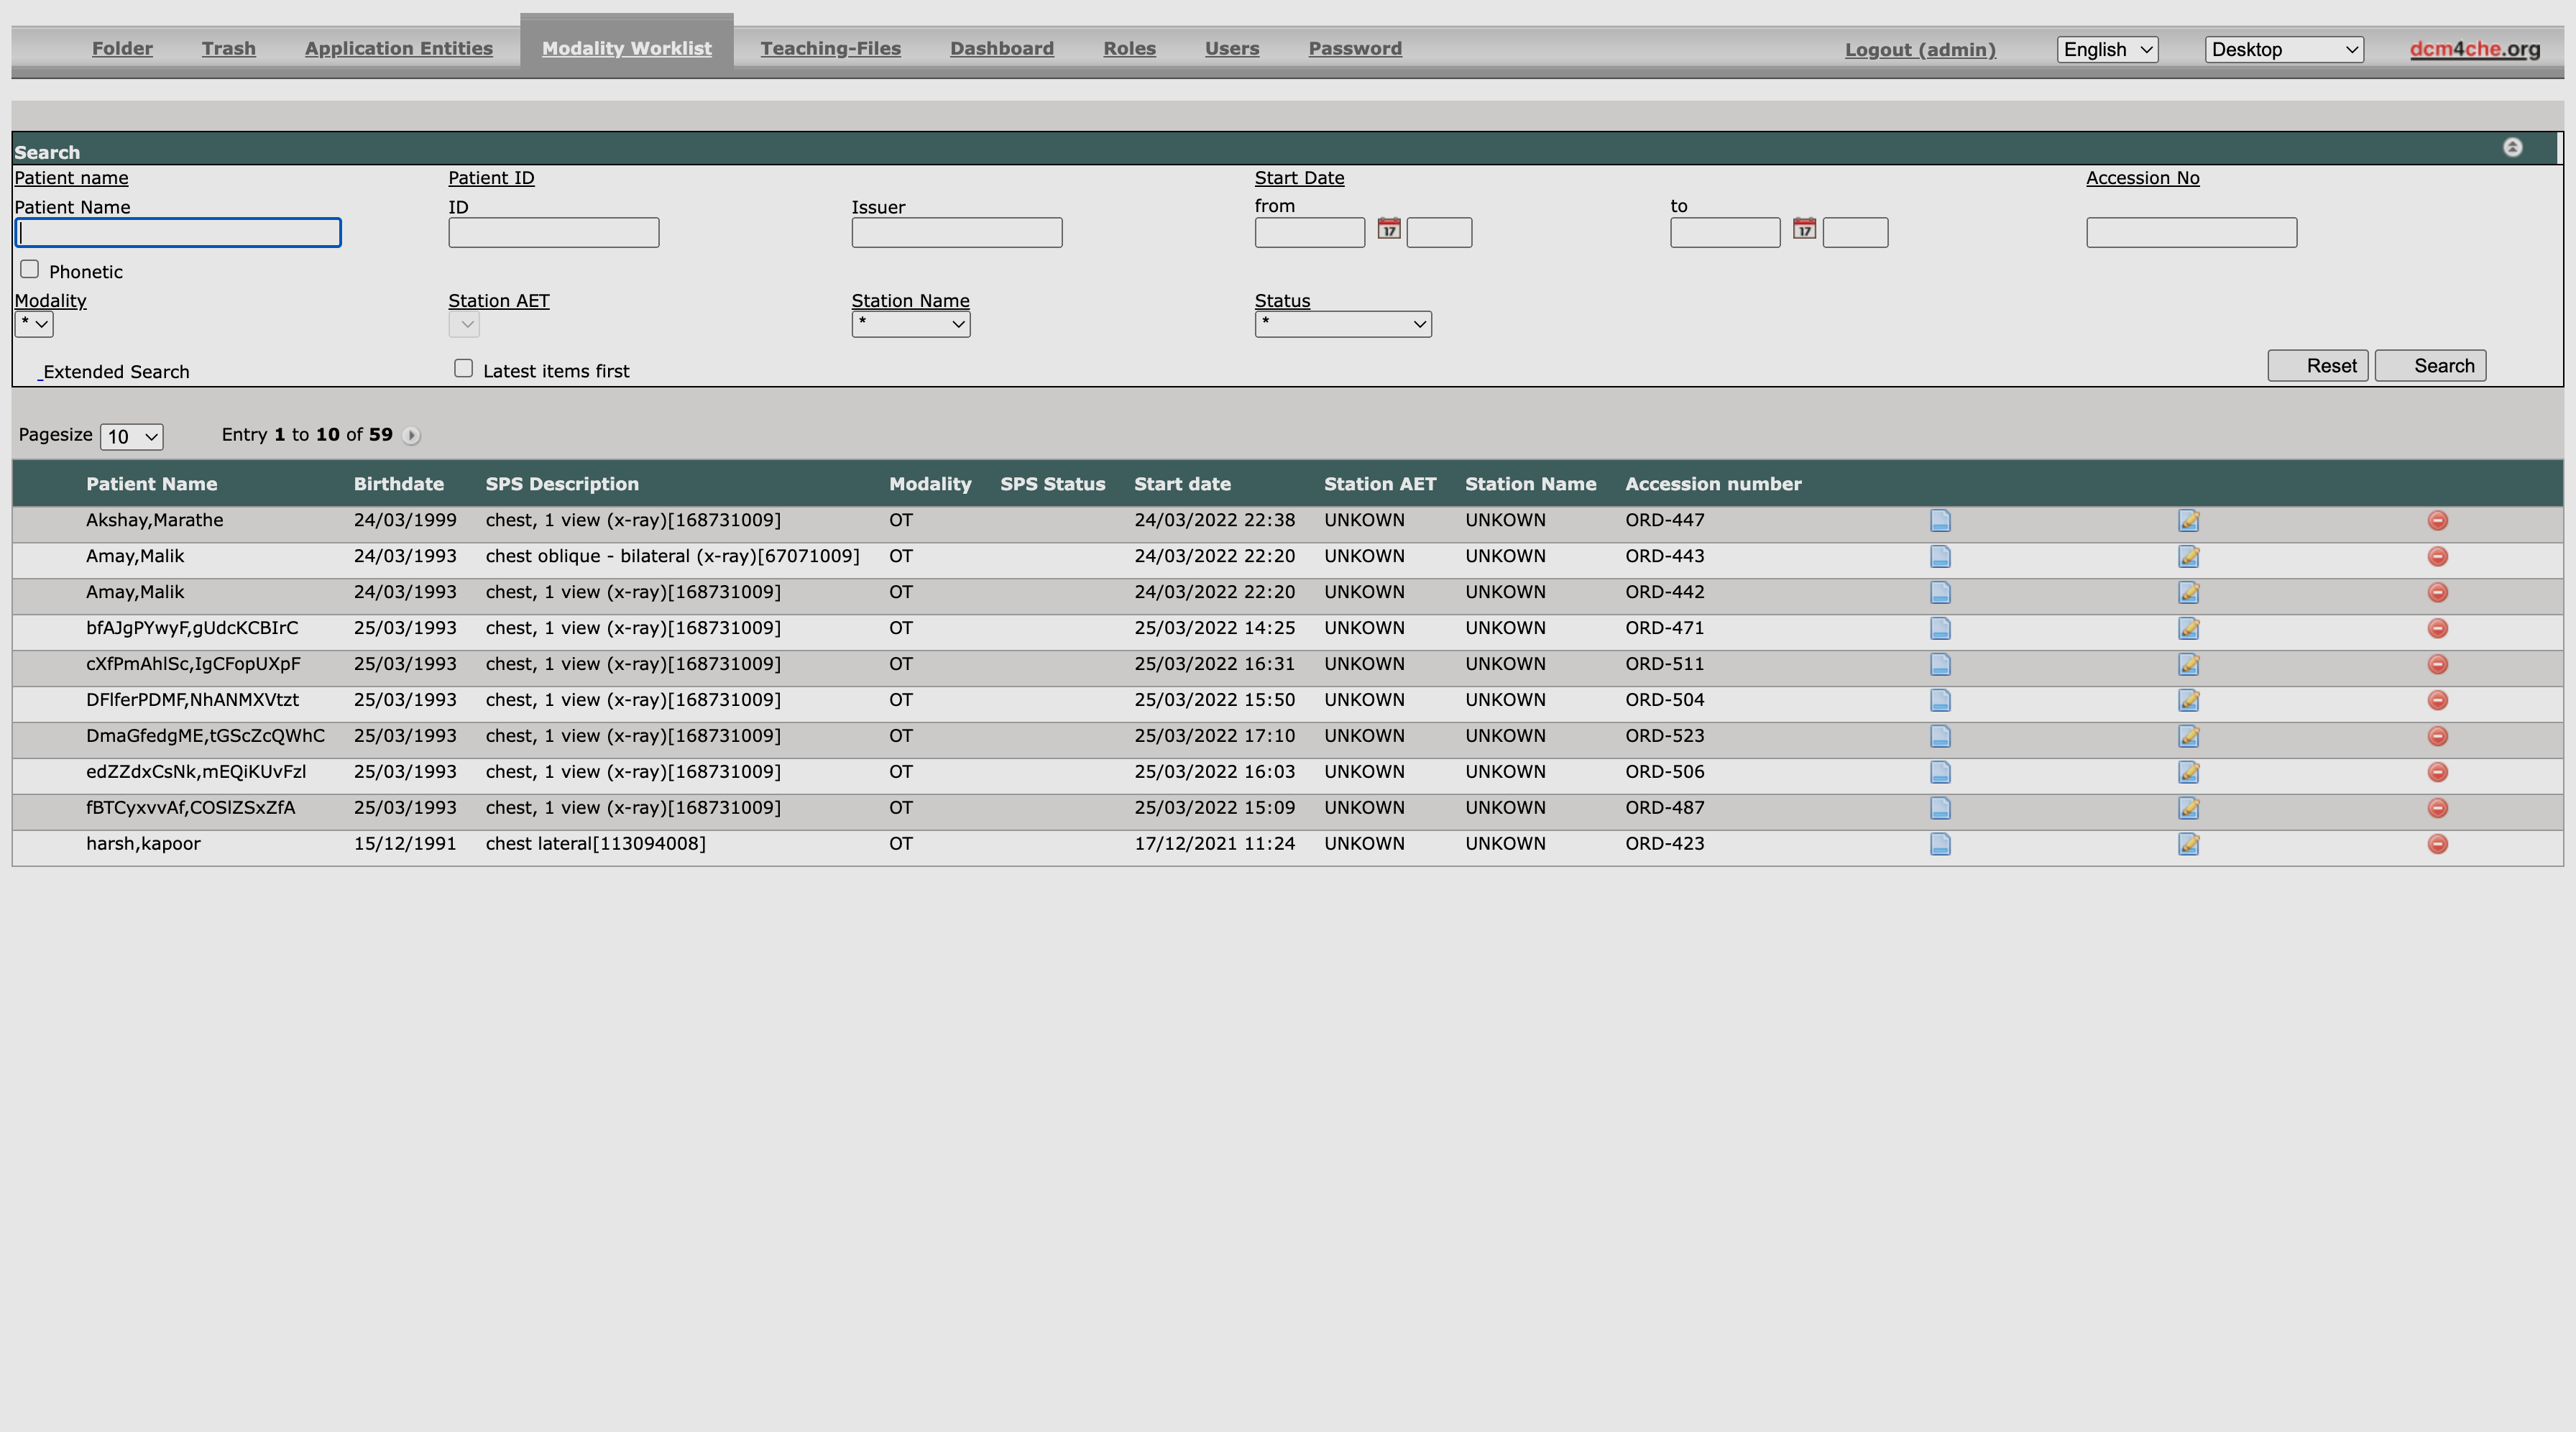 Folder Trash Application Entities Modality Worklist Teaching-Files Dashboard Roles Users Password Logout (admin) English Desktop dcm4che.org
Search
Patient name Patient ID Start Date Accession No
Patient Name ID Issuer from to
17 17
Phonetic
Modality Station AET Station Name Status
* * *
Extended Search Latest items first Reset Search
Pagesize 10 Entry 1 to 10 of 59
Patient Name Birthdate SPS Description Modality SPS Status Start date Station AET Station Name Accession number
Akshay,Marathe 24/03/1999 chest, 1 view (x-ray)[168731009] OT 24/03/2022 22:38 UNKOWN UNKOWN ORD-447
Amay,Malik 24/03/1993 chest oblique - bilateral (x-ray)[67071009] OT 24/03/2022 22:20 UNKOWN UNKOWN ORD-443
Amay,Malik 24/03/1993 chest, 1 view (x-ray)[168731009] OT 24/03/2022 22:20 UNKOWN UNKOWN ORD-442
bfAJgPYwyF,gUdcKCBIrC 25/03/1993 chest, 1 view (x-ray)[168731009] OT 25/03/2022 14:25 UNKOWN UNKOWN ORD-471
cXfPmAhlSc,IgCFopUXpF 25/03/1993 chest, 1 view (x-ray)[168731009] OT 25/03/2022 16:31 UNKOWN UNKOWN ORD-511
DFlferPDMF,NhANMXVtzt 25/03/1993 chest, 1 view (x-ray)[168731009] OT 25/03/2022 15:50 UNKOWN UNKOWN ORD-504
DmaGfedgME,tGScZcQWhC 25/03/1993 chest, 1 view (x-ray)[168731009] OT 25/03/2022 17:10 UNKOWN UNKOWN ORD-523
edZZdxCsNk,mEQiKUvFzl 25/03/1993 chest, 1 view (x-ray)[168731009] OT 25/03/2022 16:03 UNKOWN UNKOWN ORD-506
fBTCyxvvAf,COSlZSxZfA 25/03/1993 chest, 1 view (x-ray)[168731009] OT 25/03/2022 15:09 UNKOWN UNKOWN ORD-487
harsh,kapoor 15/12/1991 chest lateral[113094008] OT 17/12/2021 11:24 UNKOWN UNKOWN ORD-423